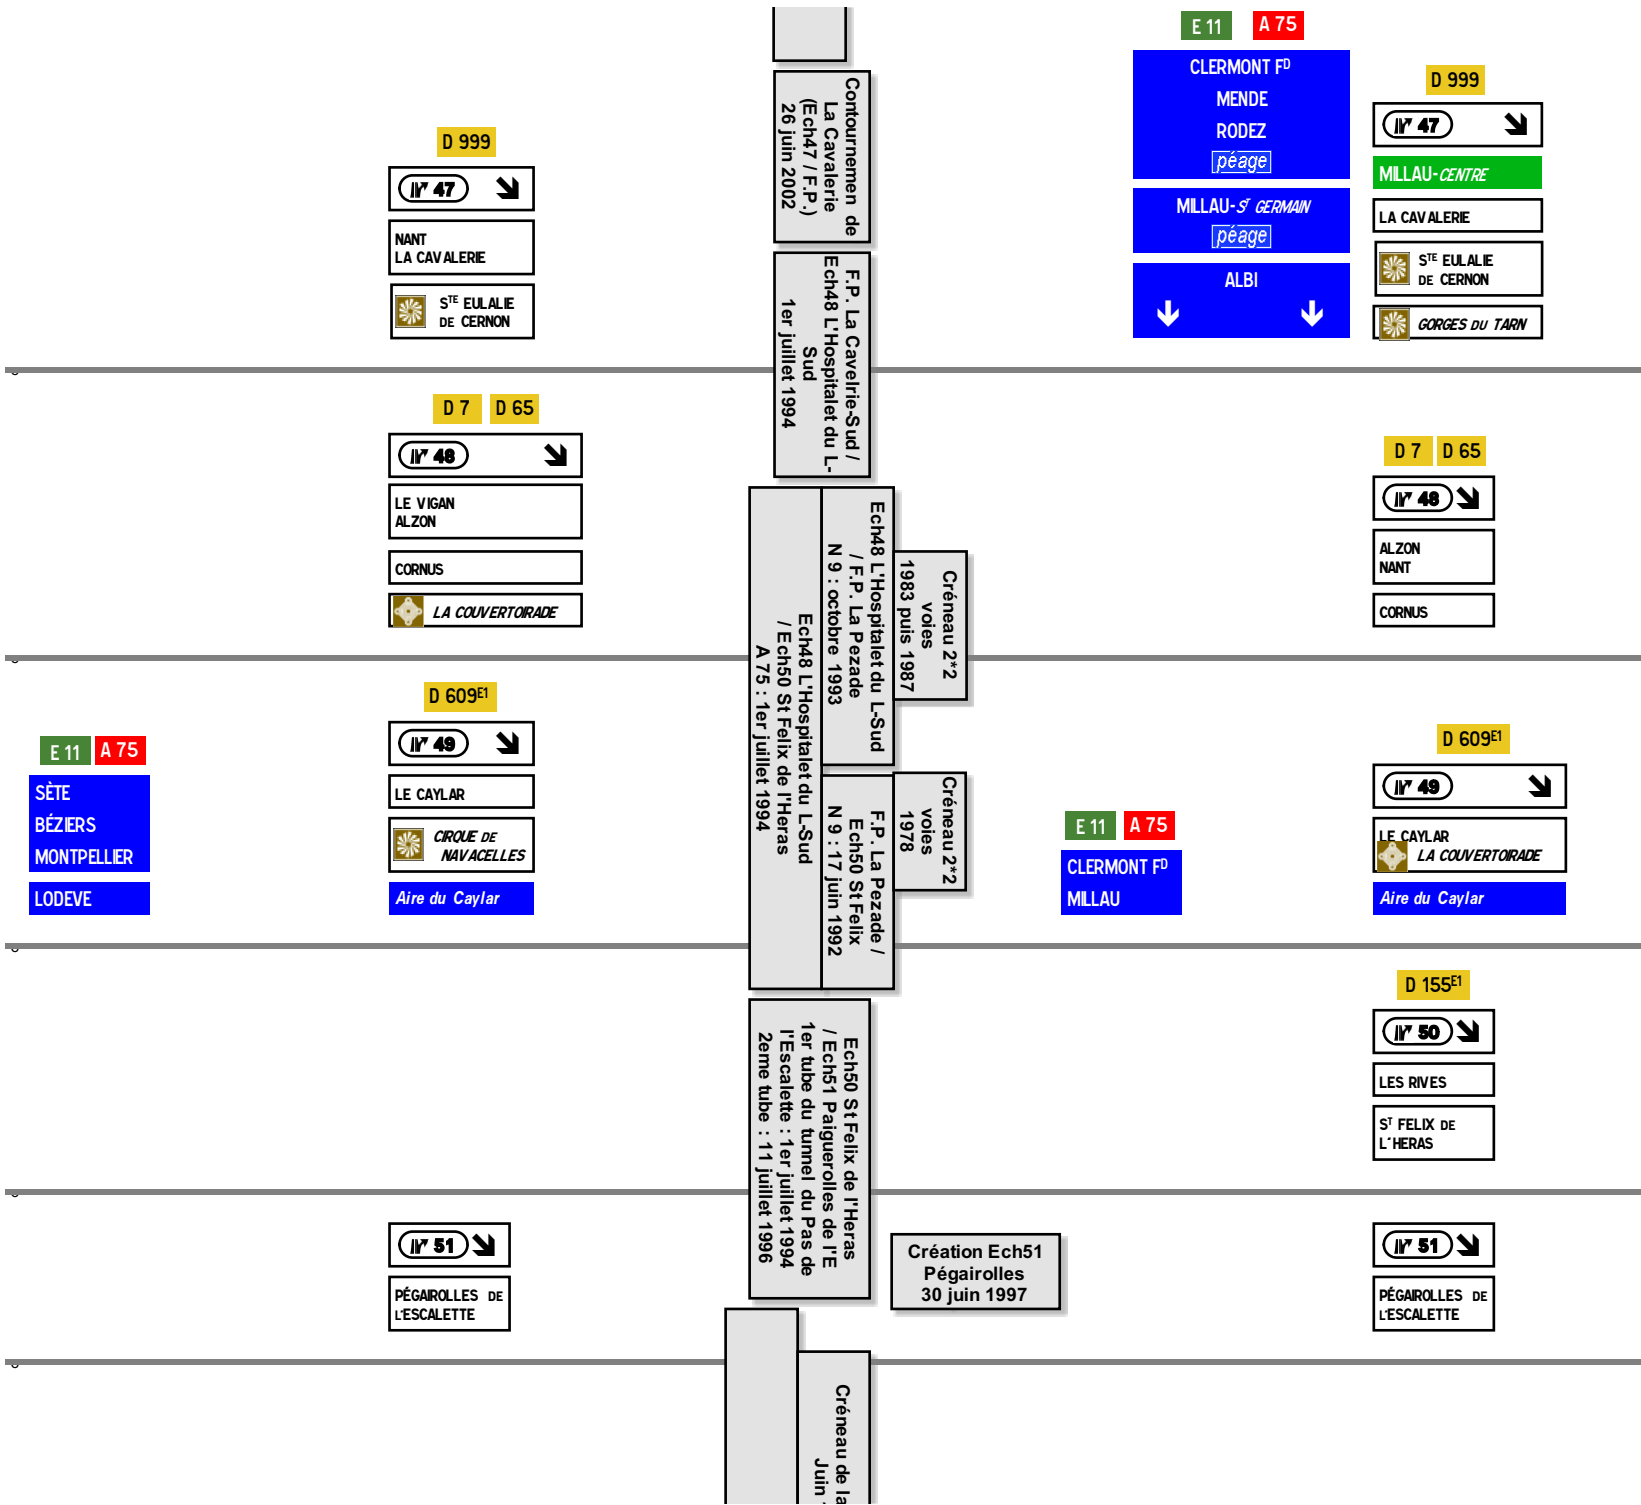 E 11 A 75
CLERMONT FD
MENDE
RODEZ
péage
MILLAU-ST GERMAIN
péage
ALBI
D 999
47
MILLAU-CENTRE
LA CAVALERIE
STE EULALIE
DE CERNON
GORGES DU TARN
D 999
47
NANT
LA CAVALERIE
STE EULALIE
DE CERNON
Contournemen de
La Cavalerie
(Ech47 / F.P.)
26 juin 2002
F.P. La Cavelrie-Sud /
Ech48 L'Hospitalet du L-
Sud
1er juillet 1994
D 7 D 65
48
LE VIGAN
ALZON
CORNUS
LA COUVERTOIRADE
D 7 D 65
48
ALZON
NANT
CORNUS
Créneau 2*2
voies
1983 puis 1987
Ech48 L'Hospitalet du L-Sud
/ F.P. La Pezade
N 9 : octobre 1993
Ech48 L'Hospitalet du L-Sud
/ Ech50 St Felix de l'Heras
A 75 : 1er juillet 1994
Créneau 2*2
voies
1978
F.P. La Pezade /
Ech50 St Felix
N 9 : 17 juin 1992
E 11 A 75
SÈTE
BÉZIERS
MONTPELLIER
LODEVE
D 609E1
49
LE CAYLAR
CIRQUE DE
NAVACELLES
Aire du Caylar
E 11 A 75
CLERMONT FD
MILLAU
D 609E1
49
LE CAYLAR
LA COUVERTOIRADE
Aire du Caylar
D 155E1
50
LES RIVES
ST FELIX DE
L'HERAS
Ech50 St Felix de l'Heras
/ Ech51 Paiguerolles de l'E
1er tube du tunnel du Pas de
l'Escalette : 1er juillet 1994
2eme tube : 11 juillet 1996
51
PÉGAIROLLES DE
L'ESCALETTE
Création Ech51
Pégairolles
30 juin 1997
51
PÉGAIROLLES DE
L'ESCALETTE
Créneau de la
Juin